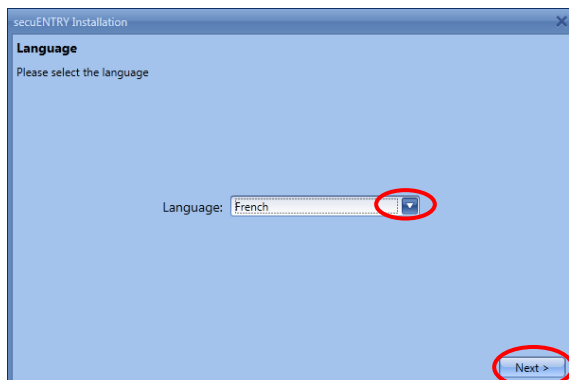 secuENTRY Installation
Language
Please select the language
Language: French
Next >